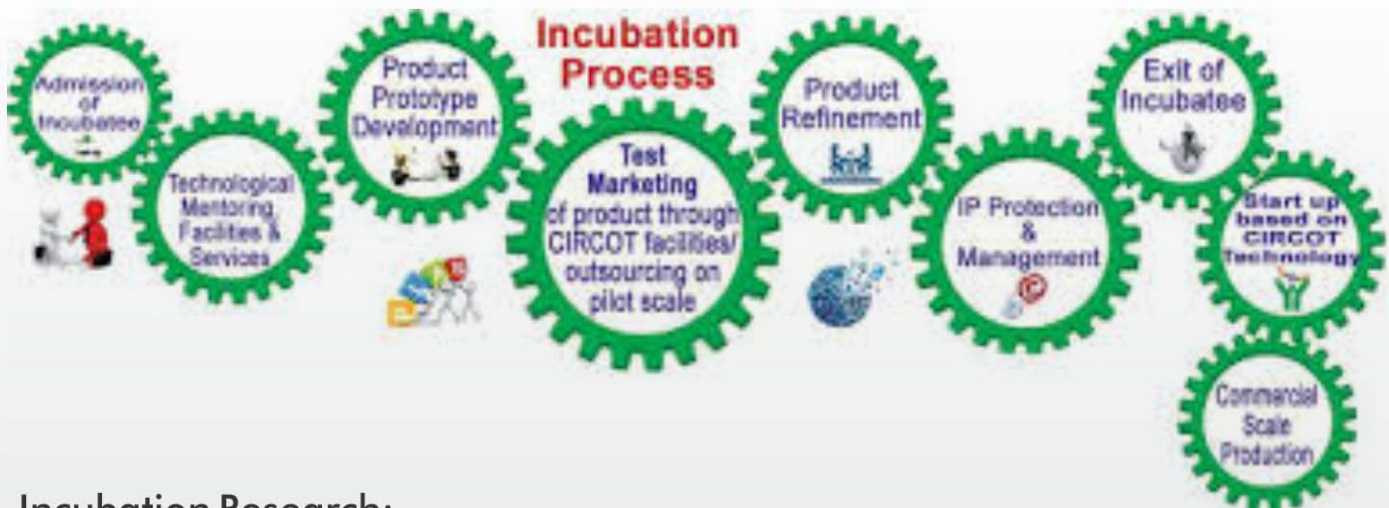 Incubation
Process
Admission
of
Incubatee
Technological
Mentoring,
Facilities &
Services
Product
Prototype
Development
Test
Marketing
of product through
CIRCOT facilities/
outsourcing on
pilot scale
Product
Refinement
IP Protection
&
Management
Exit of
Incubatee
Start up
based on
CIRCOT
Technology
Commercial
Scale
Production
Incubation Research: